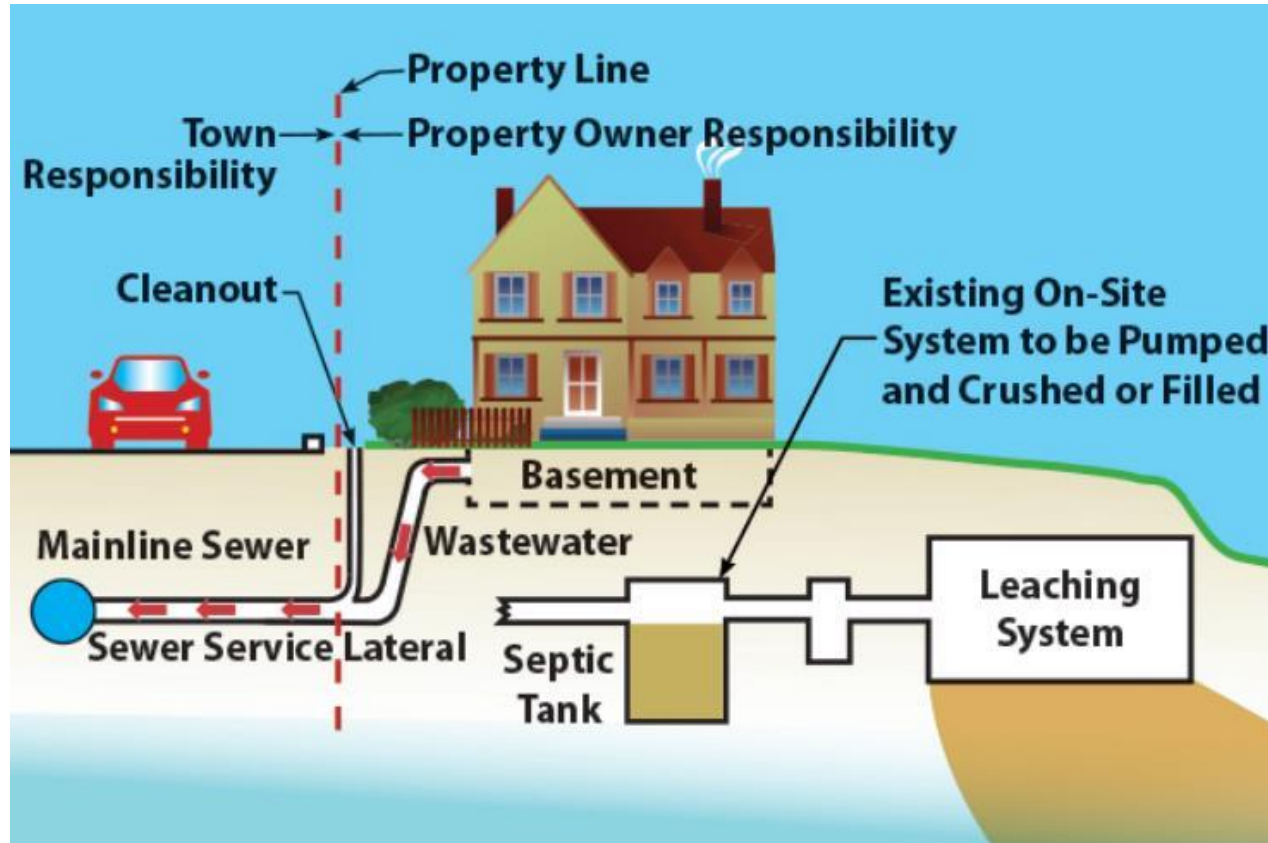 Property Line
Town
Responsibility
Property Owner Responsibility
Cleanout
Existing On-Site
System to be Pumped
and Crushed or Filled
Basement
Mainline Sewer
Wastewater
Sewer Service Lateral
Septic
Tank
Leaching
System